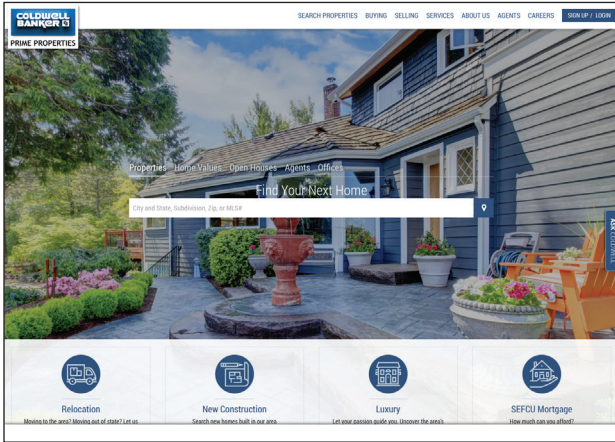 COLDWELL
BANKER
PRIME PROPERTIES
SEARCH PROPERTIES BUYING SELLING SERVICES ABOUT US AGENTS CAREERS SIGN UP / LOGIN
Properties Home Values Open Houses Agents Offices
Find Your Next Home
City and State, Subdivision, Zip, or MLS#
ASK COLDWELL
Relocation
Moving to the area? Moving out of state? Let us
New Construction
Search new homes built in our area
Luxury
Let your passion guide you. Uncover the area's
SEFCU Mortgage
How much can you afford?